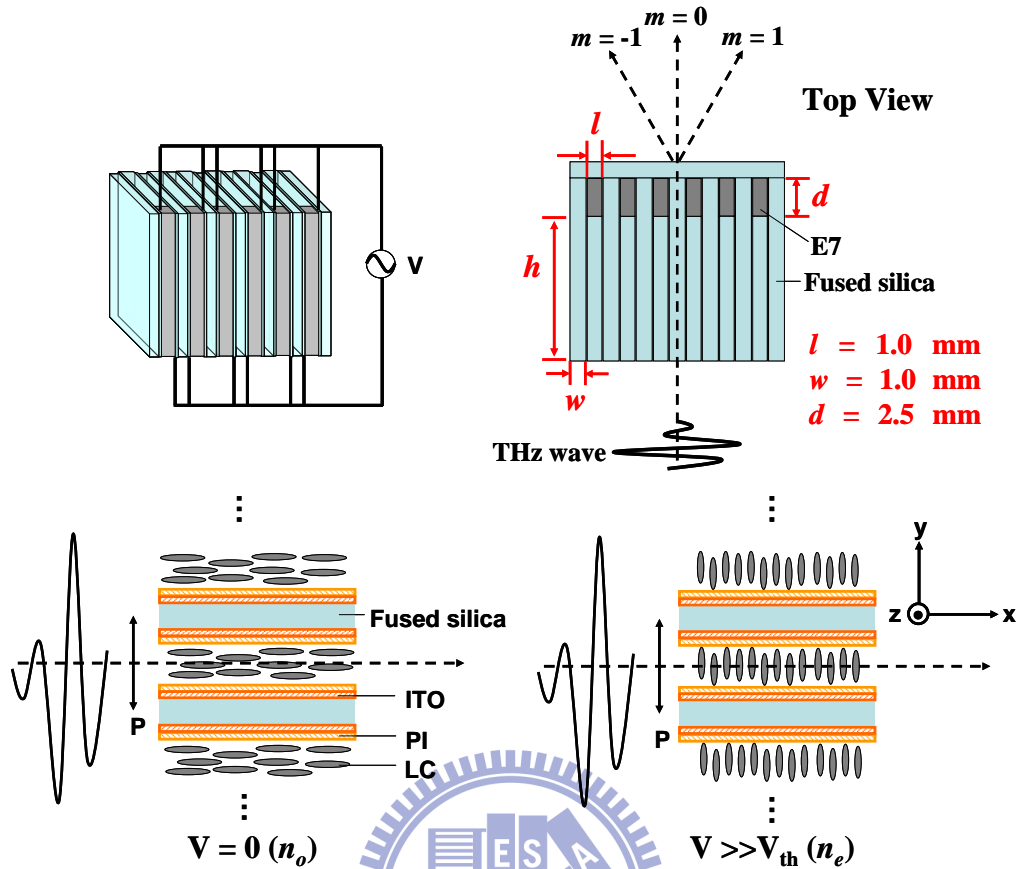 m = -1
m = 0
m = 1
Top View
l
d
V
h
E7
Fused silica
w
l = 1.0 mm
w = 1.0 mm
d = 2.5 mm
THz wave
P
Fused silica
ITO
PI
LC
V = 0 (nₒ)
P
y
z
x
V >>Vₜₕ (nₑ)
ES
A